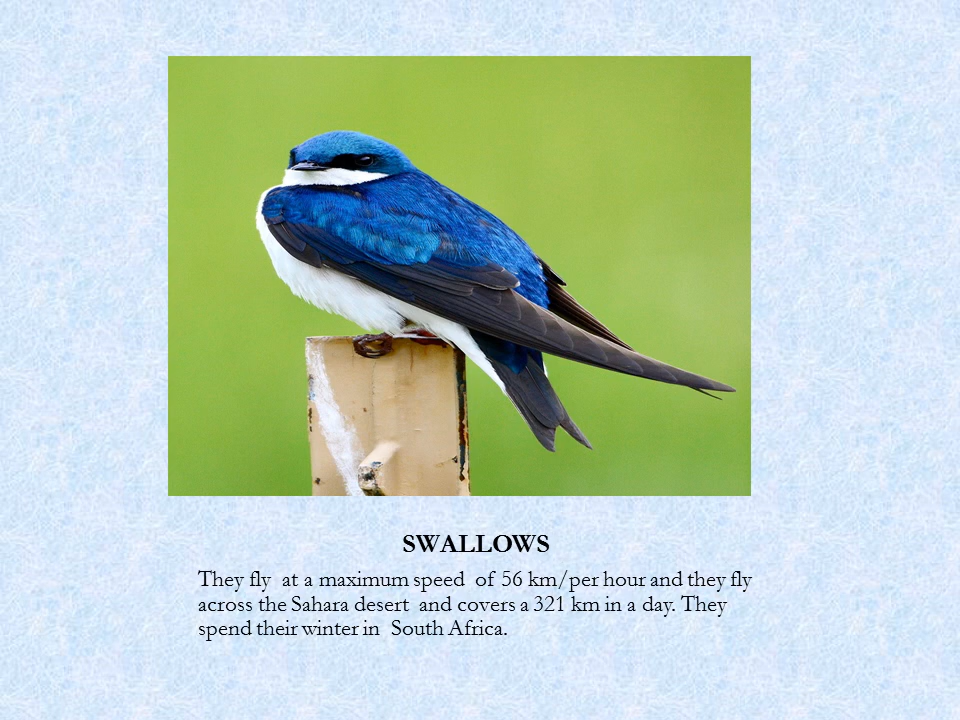 SWALLOWS
They fly  at a maximum speed  of 56 km/per hour and they fly
across the Sahara desert  and covers a 321 km in a day. They
spend their winter in  South Africa.